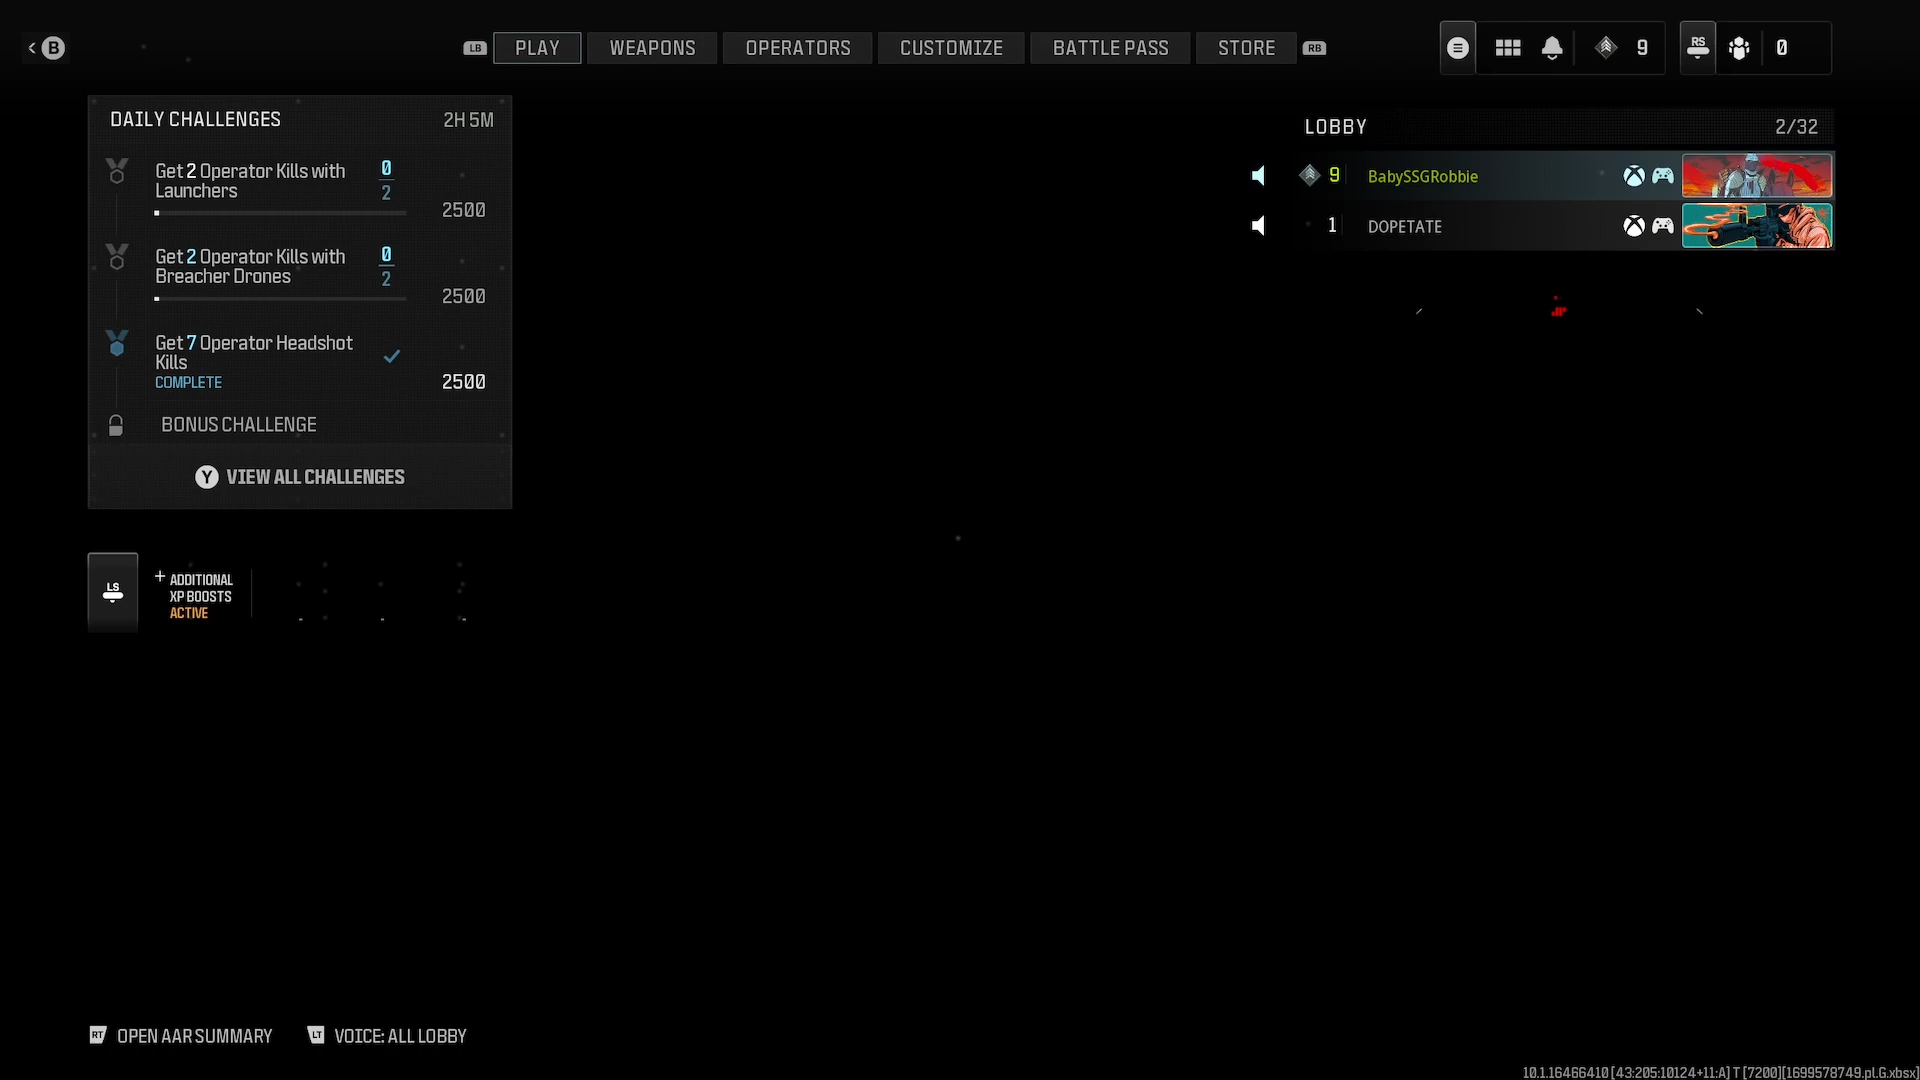 B
LB PLAY WEAPONS OPERATORS CUSTOMIZE BATTLE PASS STORE RB
9 RS 0
DAILY CHALLENGES 2H 5M
Get 2 Operator Kills with
Launchers
0
2
2500
Get 2 Operator Kills with
Breacher Drones
0
2
2500
Get 7 Operator Headshot
Kills
COMPLETE
2500
BONUS CHALLENGE
Y VIEW ALL CHALLENGES
LS
+ ADDITIONAL
XP BOOSTS
ACTIVE
LOBBY 2/32
9 BabySSGRobbie
1 DOPETATE
RT OPEN AAR SUMMARY LT VOICE: ALL LOBBY
10.1.16466410 [43:205:10124+11:A] T [7200][1699578749.pl.G.xbsx]